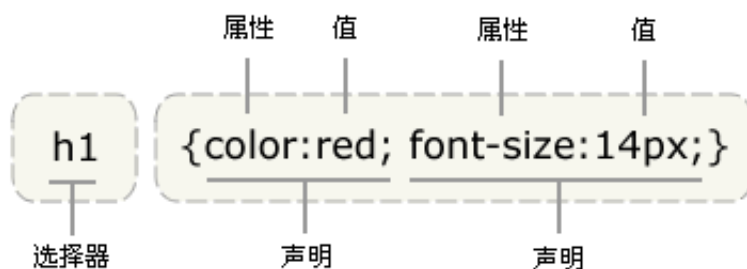 属性 值 属性 值
h1 {color:red; font-size:14px;}
选择器 声明 声明